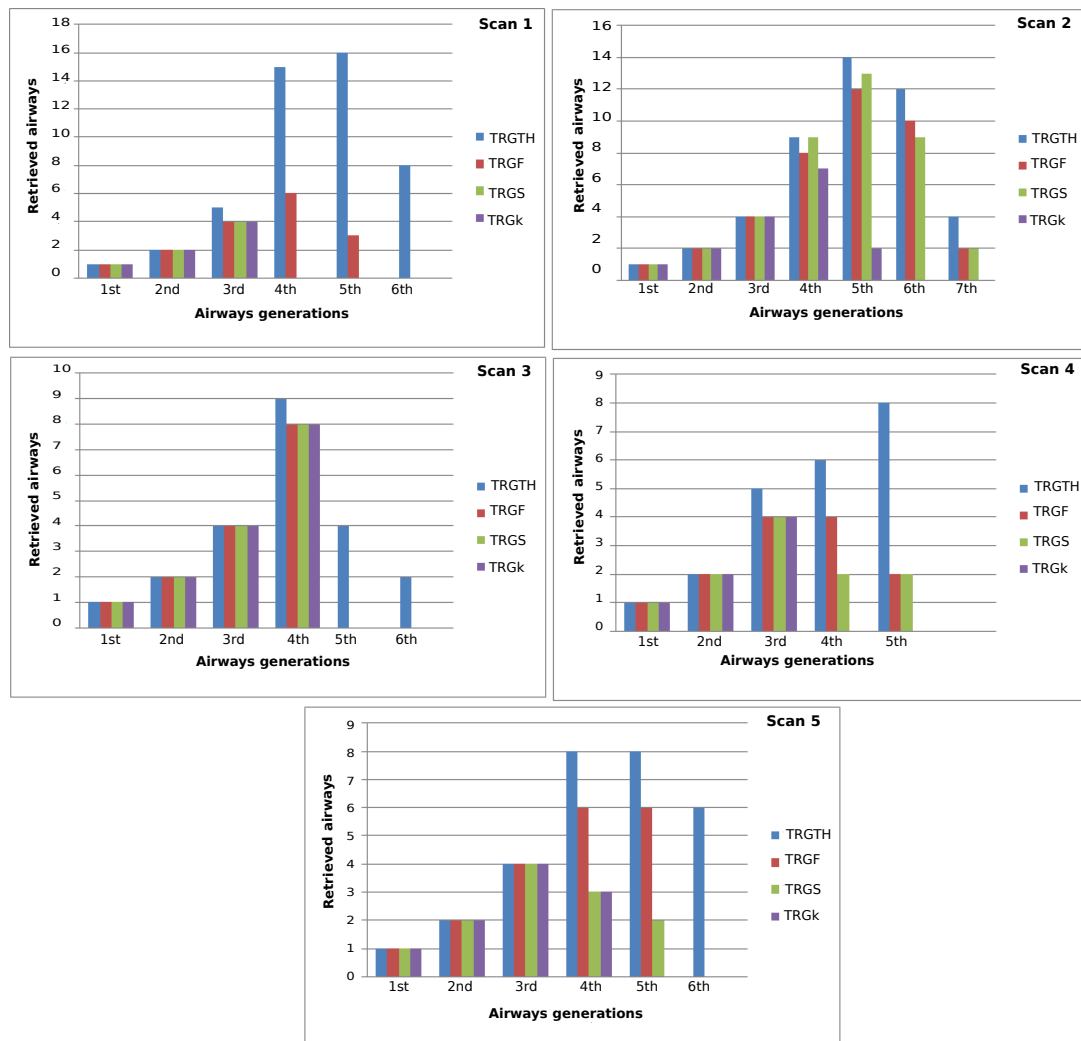 Scan 1
18
16
14
12
10
8
6
4
2
0
Retrieved airways
1st 2nd 3rd 4th 5th 6th
Airways generations
TRGTH
TRGF
TRGS
TRGk
Scan 2
16
14
12
10
8
6
4
2
0
Retrieved airways
1st 2nd 3rd 4th 5th 6th 7th
Airways generations
TRGTH
TRGF
TRGS
TRGk
Scan 3
10
9
8
7
6
5
4
3
2
1
0
Retrieved airways
1st 2nd 3rd 4th 5th 6th
Airways generations
TRGTH
TRGF
TRGS
TRGk
Scan 4
9
8
7
6
5
4
3
2
1
0
Retrieved airways
1st 2nd 3rd 4th 5th
Airways generations
TRGTH
TRGF
TRGS
TRGk
Scan 5
9
8
7
6
5
4
3
2
1
0
Retrieved airways
1st 2nd 3rd 4th 5th 6th
Airways generations
TRGTH
TRGF
TRGS
TRGk